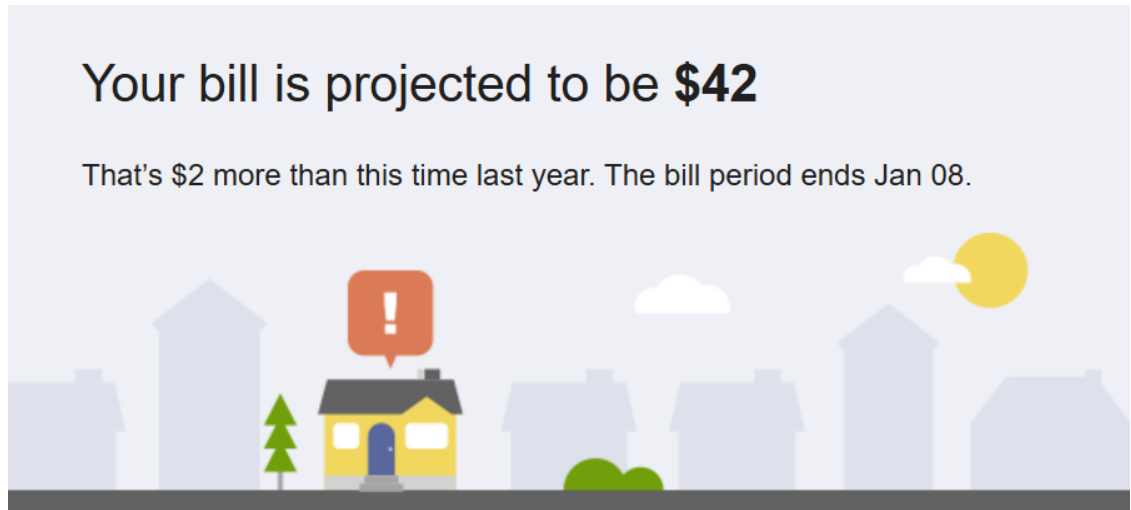 Your bill is projected to be $42
That’s $2 more than this time last year. The bill period ends Jan 08.
!